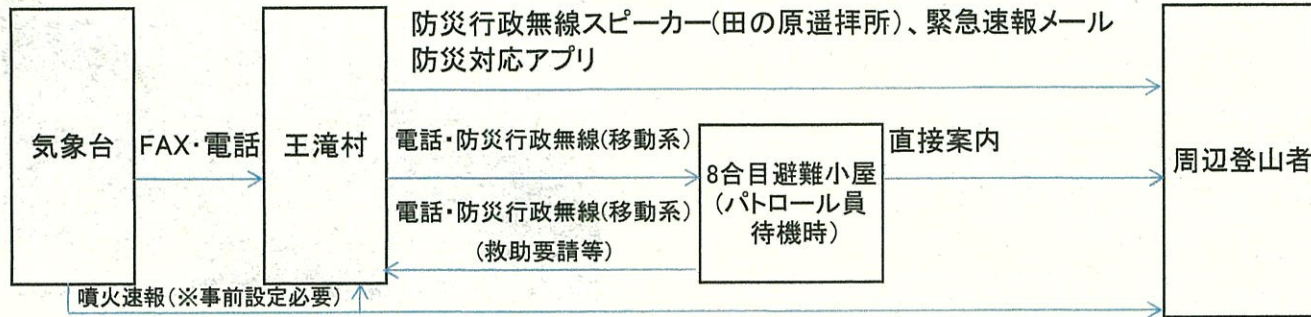 防災行政無線スピーカー(田の原遥拝所)、緊急速報メール
防災対応アプリ
気象台
FAX・電話
王滝村
電話・防災行政無線(移動系)
8合目避難小屋
(パトロール員
待機時)
直接案内
周辺登山者
電話・防災行政無線(移動系)
(救助要請等)
噴火速報(※事前設定必要)